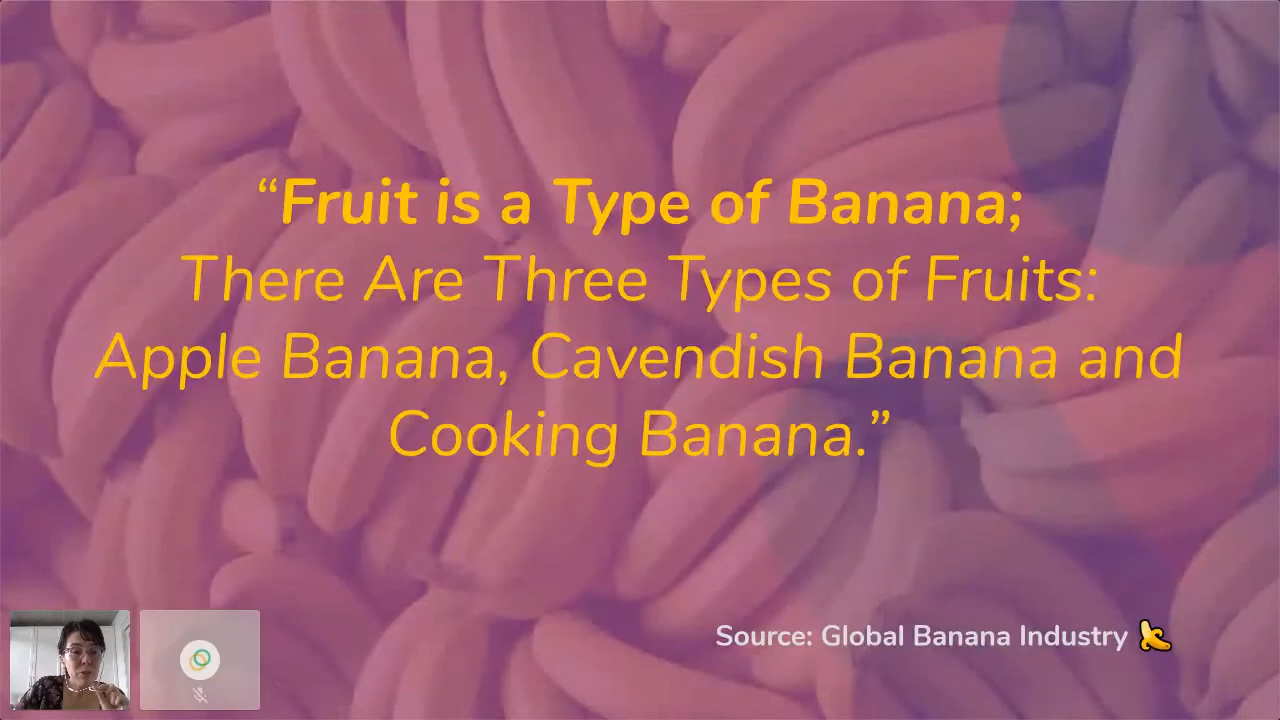 “Fruit is a Type of Banana;
There Are Three Types of Fruits:
Apple Banana, Cavendish Banana and
Cooking Banana.”
Source: Global Banana Industry